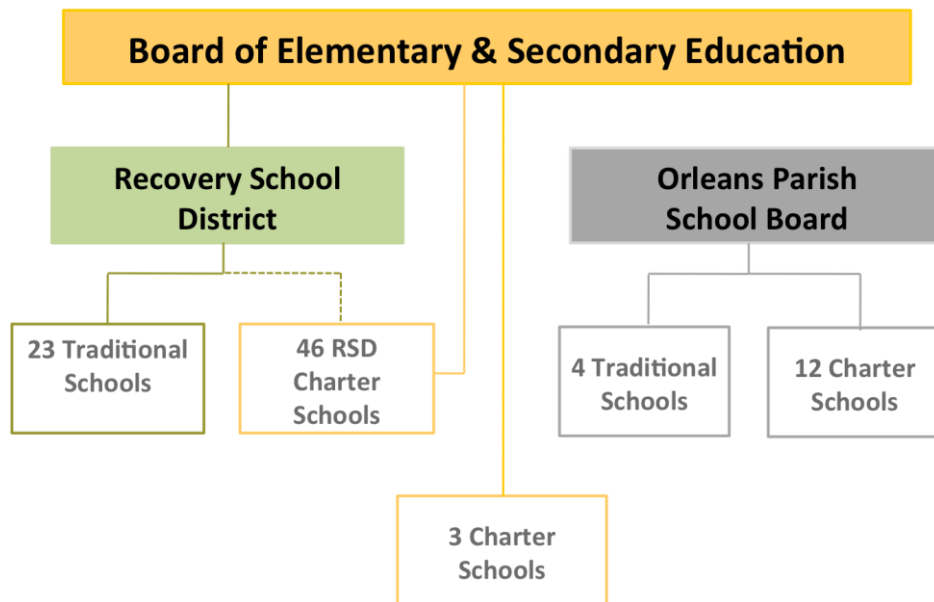 Board of Elementary & Secondary Education
Recovery School
District
Orleans Parish
School Board
23 Traditional
Schools
46 RSD
Charter
Schools
4 Traditional
Schools
12 Charter
Schools
3 Charter
Schools